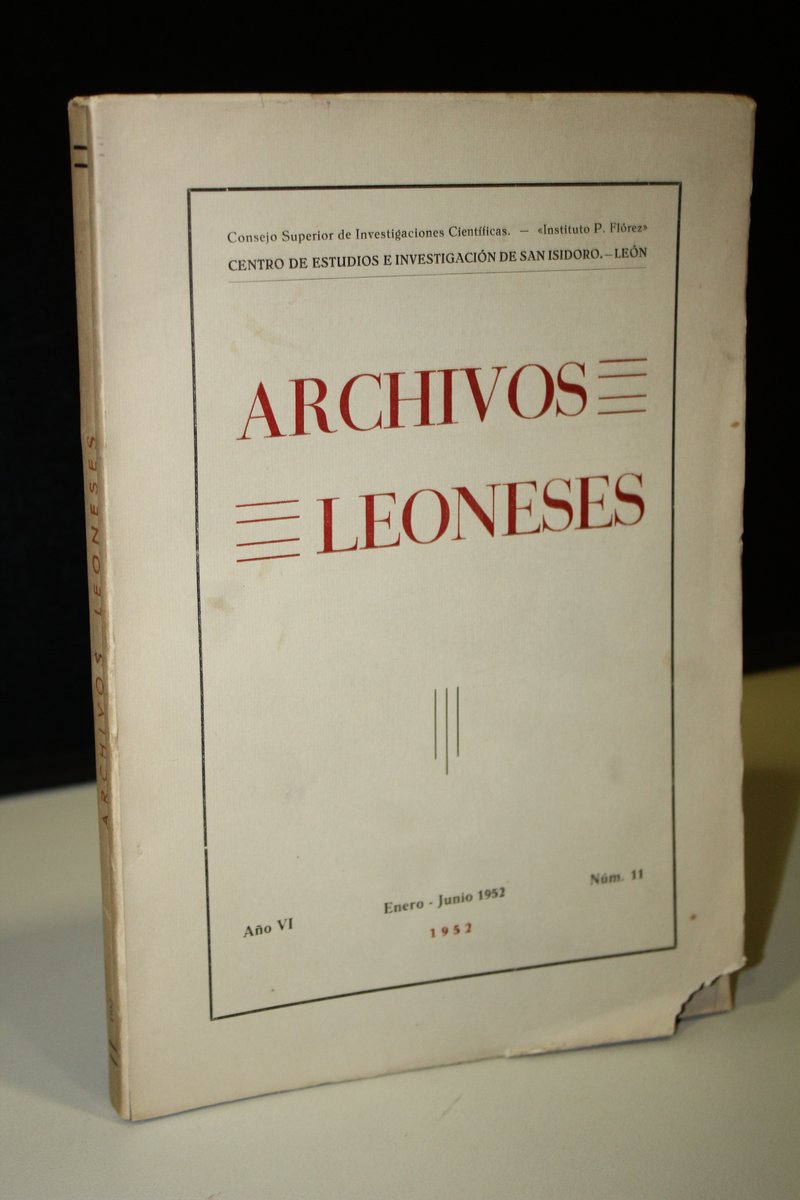 Consejo Superior de Investigaciones Científicas. — «Instituto P. Flórez»
CENTRO DE ESTUDIOS E INVESTIGACIÓN DE SAN ISIDORO.—LEÓN
ARCHIVOS
LEONESES
Año VI
Enero - Junio 1952
Núm. 11
1952
ARCHIVOS LEONESES